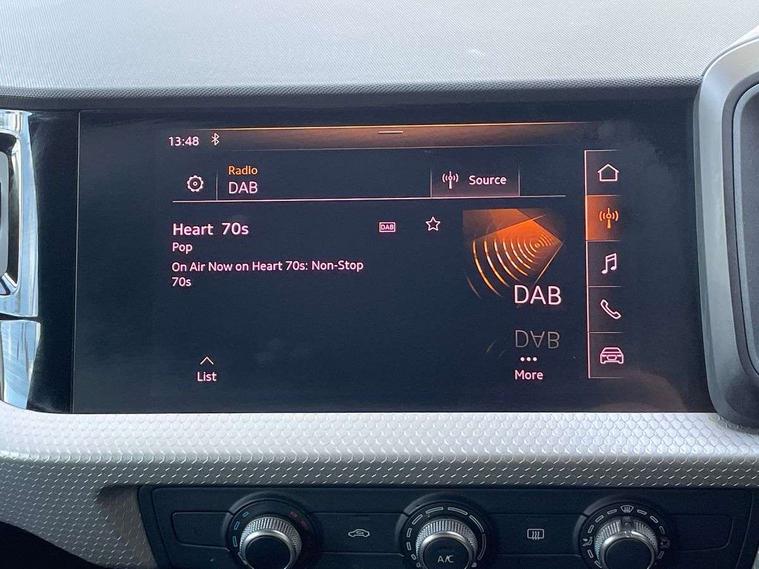 13:48
Radio
DAB
Source
Heart 70s
DAB
Pop
On Air Now on Heart 70s: Non-Stop
70s
DAB
DAB
List
More
A/C